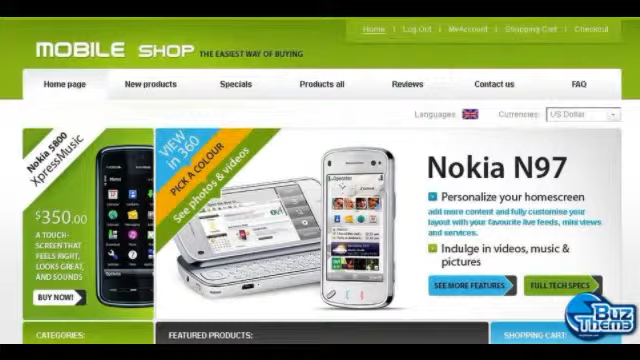 Home | Log Out | MyAccount | Shopping Cart | Checkout
MOBILE SHOP THE EASIEST WAY OF BUYING
Home page New products Specials Products all Reviews Contact us FAQ
Languages: Currencies: US Dollar
Nokia 5800
XpressMusic
$350.00
A TOUCH-
SCREEN THAT
FEELS RIGHT,
LOOKS GREAT,
AND SOUNDS
BUY NOW!
VIEW
in 360
PICK A COLOUR
See photos & videos
Nokia N97
Personalize your homescreen
add more content and fully customise your
layout with your favourite live feeds, mini views
and services.
Indulge in videos, music &
pictures
SEE MORE FEATURES
FULL TECH SPECS
CATEGORIES: FEATURED PRODUCTS: SHOPPING CART:
Buz
Them3